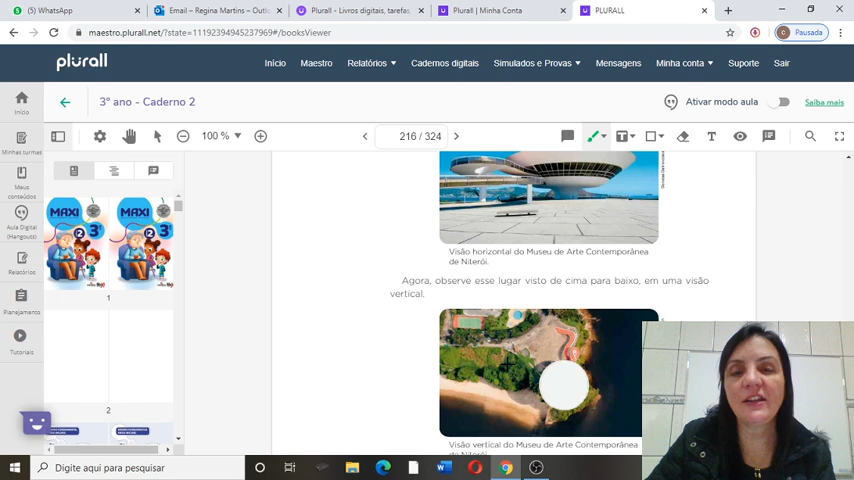 (5) WhatsApp
Email – Regina Martins – Outlo
Plurall - Livros digitais, tarefas,
Plurall | Minha Conta
PLURALL
maestro.plurall.net/?state=11192394945237969#/booksViewer
Pausada
plurall
Início
Maestro
Relatórios
Cadernos digitais
Simulados e Provas
Mensagens
Minha conta
Suporte
Sair
Início
3º ano - Caderno 2
Ativar modo aula
Saiba mais
Minhas turmas
100 %
216 / 324
Meus
conteúdos
Aula Digital
(Hangouts)
Relatórios
Planejamento
Tutoriais
MAXI
3º
MAXI
3º
1
2
Visão horizontal do Museu de Arte Contemporânea
de Niterói.
Agora, observe esse lugar visto de cima para baixo, em uma visão
vertical.
Visão vertical do Museu de Arte Contemporânea
de Niterói.
Digite aqui para pesquisar